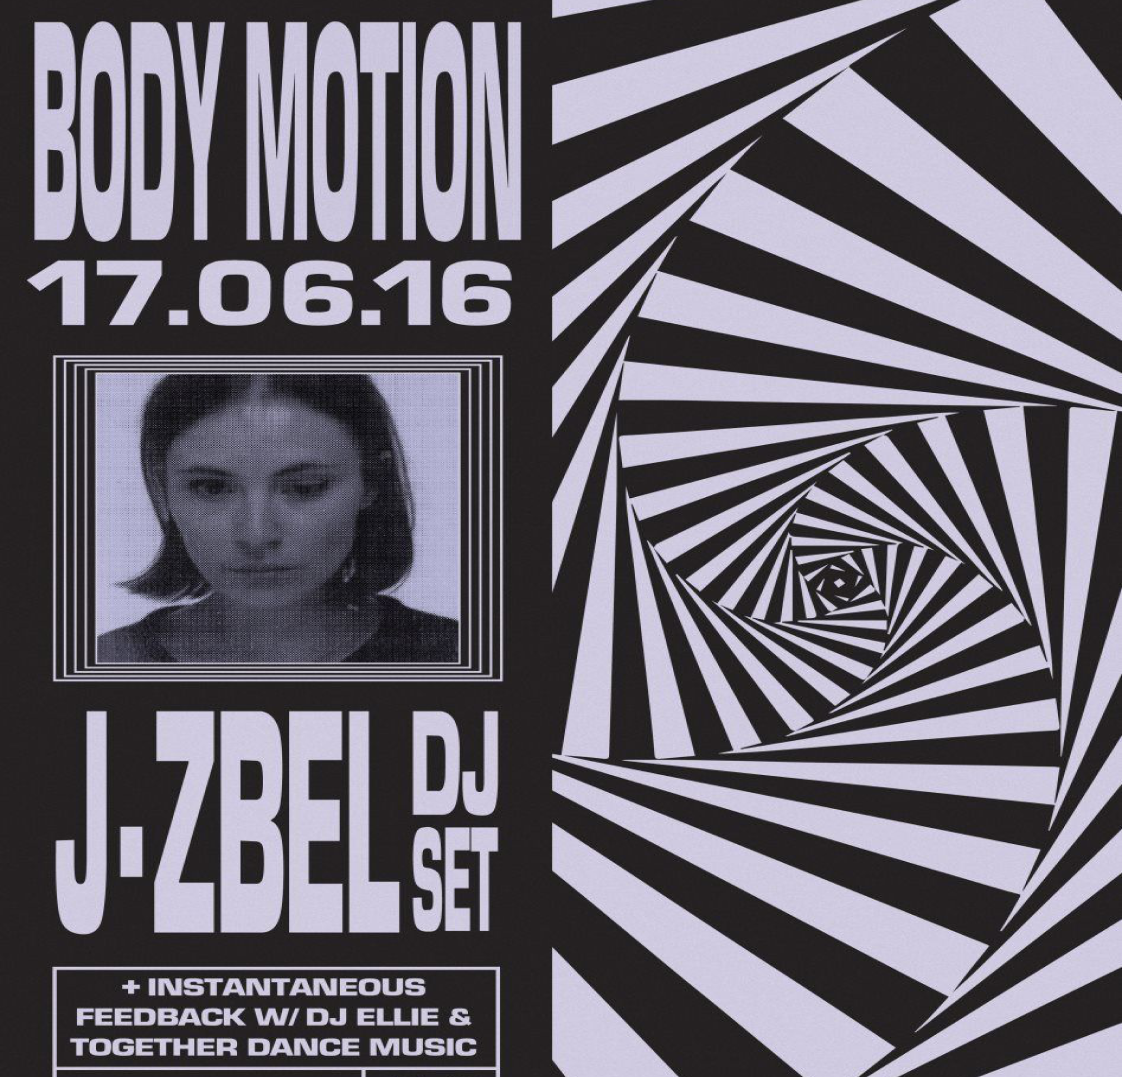 BODY MOTION
17.06.16
J-ZBEL DJ SET
+ INSTANTANEOUS
FEEDBACK W/ DJ ELLIE &
TOGETHER DANCE MUSIC